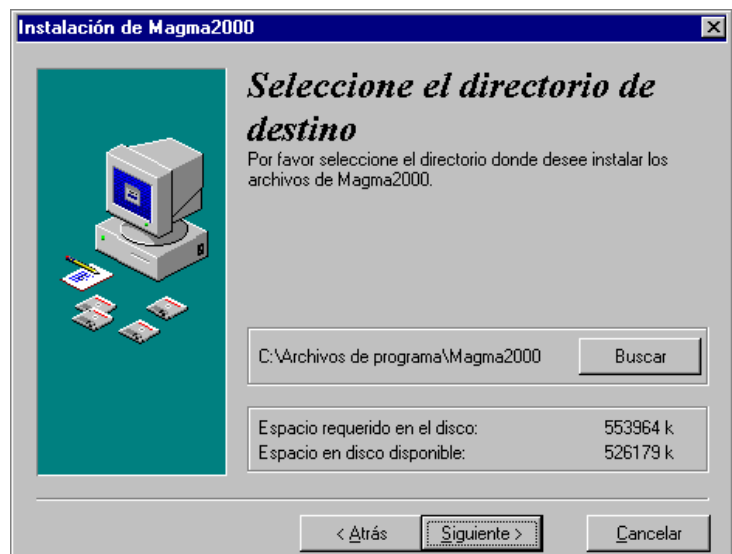 Instalación de Magma2000
Seleccione el directorio de
destino
Por favor seleccione el directorio donde desee instalar los
archivos de Magma2000.
C:\Archivos de programa\Magma2000
Buscar
Espacio requerido en el disco: 553964 k
Espacio en disco disponible: 526179 k
< Atrás
Siguiente >
Cancelar